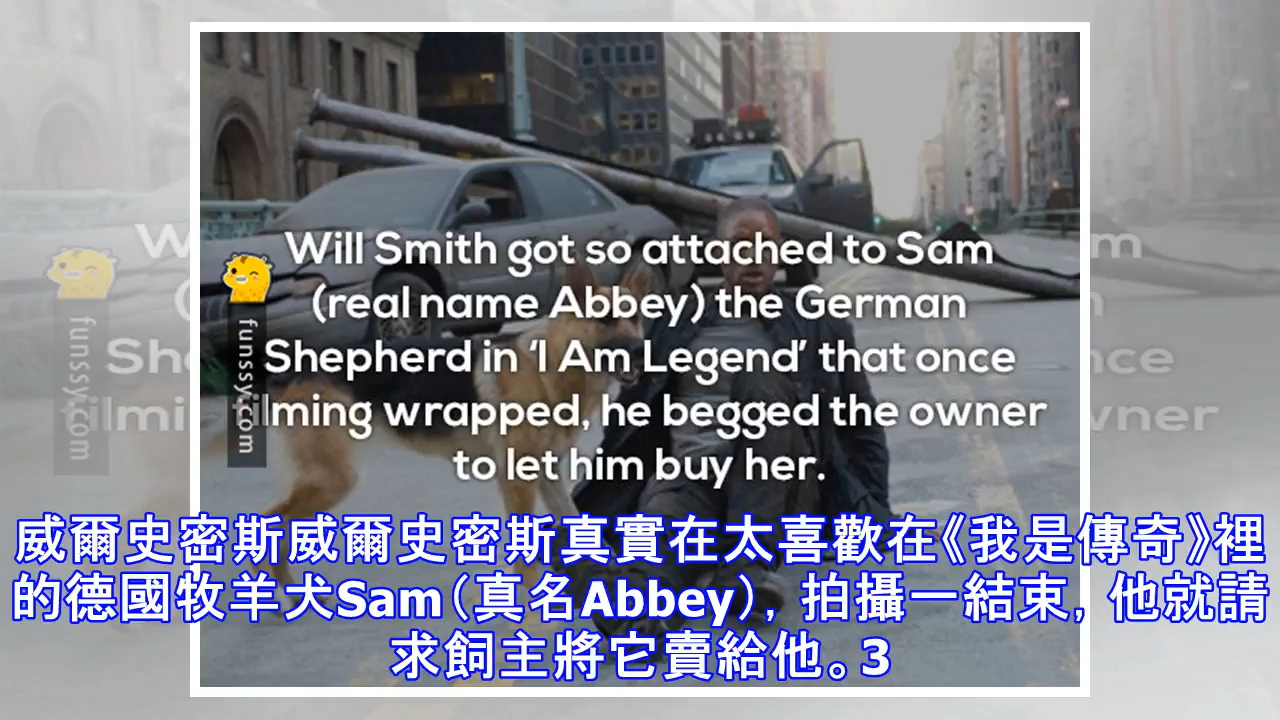 Will Smith got so attached to Sam
(real name Abbey) the German
Shepherd in ‘I Am Legend’ that once
filming wrapped, he begged the owner
to let him buy her.
funssy.com
威爾史密斯威爾史密斯真實在太喜歡在《我是傳奇》裡
的德國牧羊犬Sam（真名Abbey），拍攝一結束，他就請
求飼主將它賣給他。3